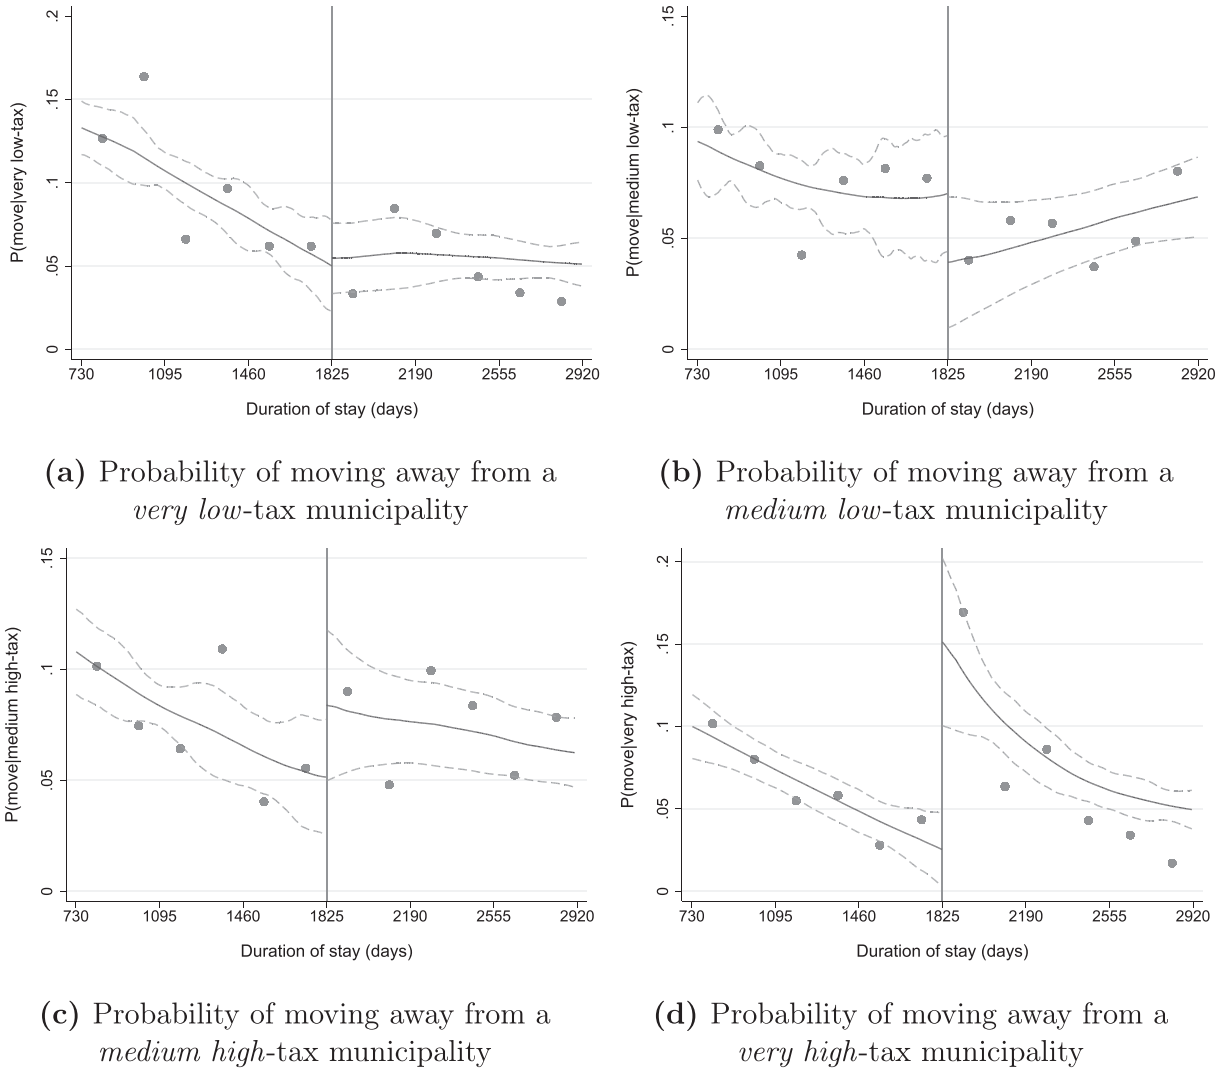 P(move|very low-tax)
.2
.15
.1
.05
0
730 1095 1460 1825 2190 2555 2920
Duration of stay (days)
(a) Probability of moving away from a
very low-tax municipality
P(move|medium low-tax)
.15
.1
.05
0
730 1095 1460 1825 2190 2555 2920
Duration of stay (days)
(b) Probability of moving away from a
medium low-tax municipality
P(move|medium high-tax)
.15
.1
.05
0
730 1095 1460 1825 2190 2555 2920
Duration of stay (days)
(c) Probability of moving away from a
medium high-tax municipality
P(move|very high-tax)
.2
.15
.1
.05
0
730 1095 1460 1825 2190 2555 2920
Duration of stay (days)
(d) Probability of moving away from a
very high-tax municipality